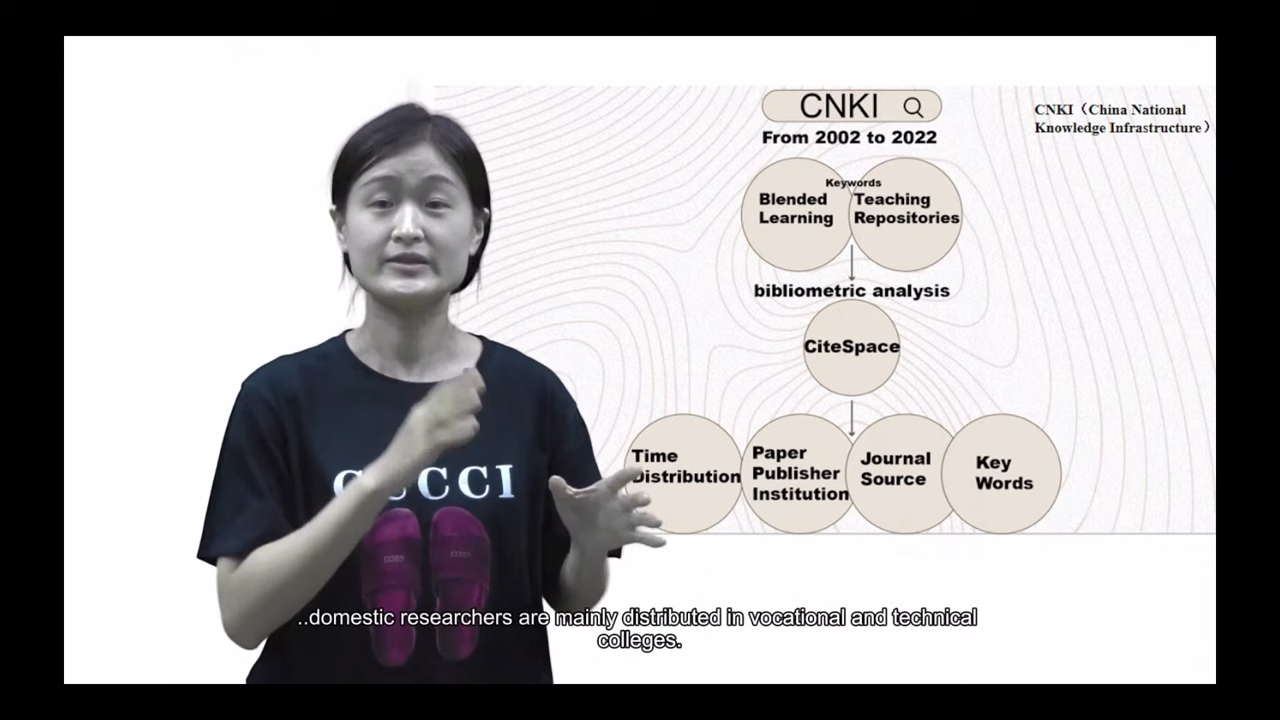 CNKI
CNKI（China National
Knowledge Infrastructure）
From 2002 to 2022
Keywords
Blended
Learning
Teaching
Repositories
bibliometric analysis
CiteSpace
Time
Distribution
Paper
Publisher
Institution
Journal
Source
Key
Words
GUCCI
..domestic researchers are mainly distributed in vocational and technical
colleges.